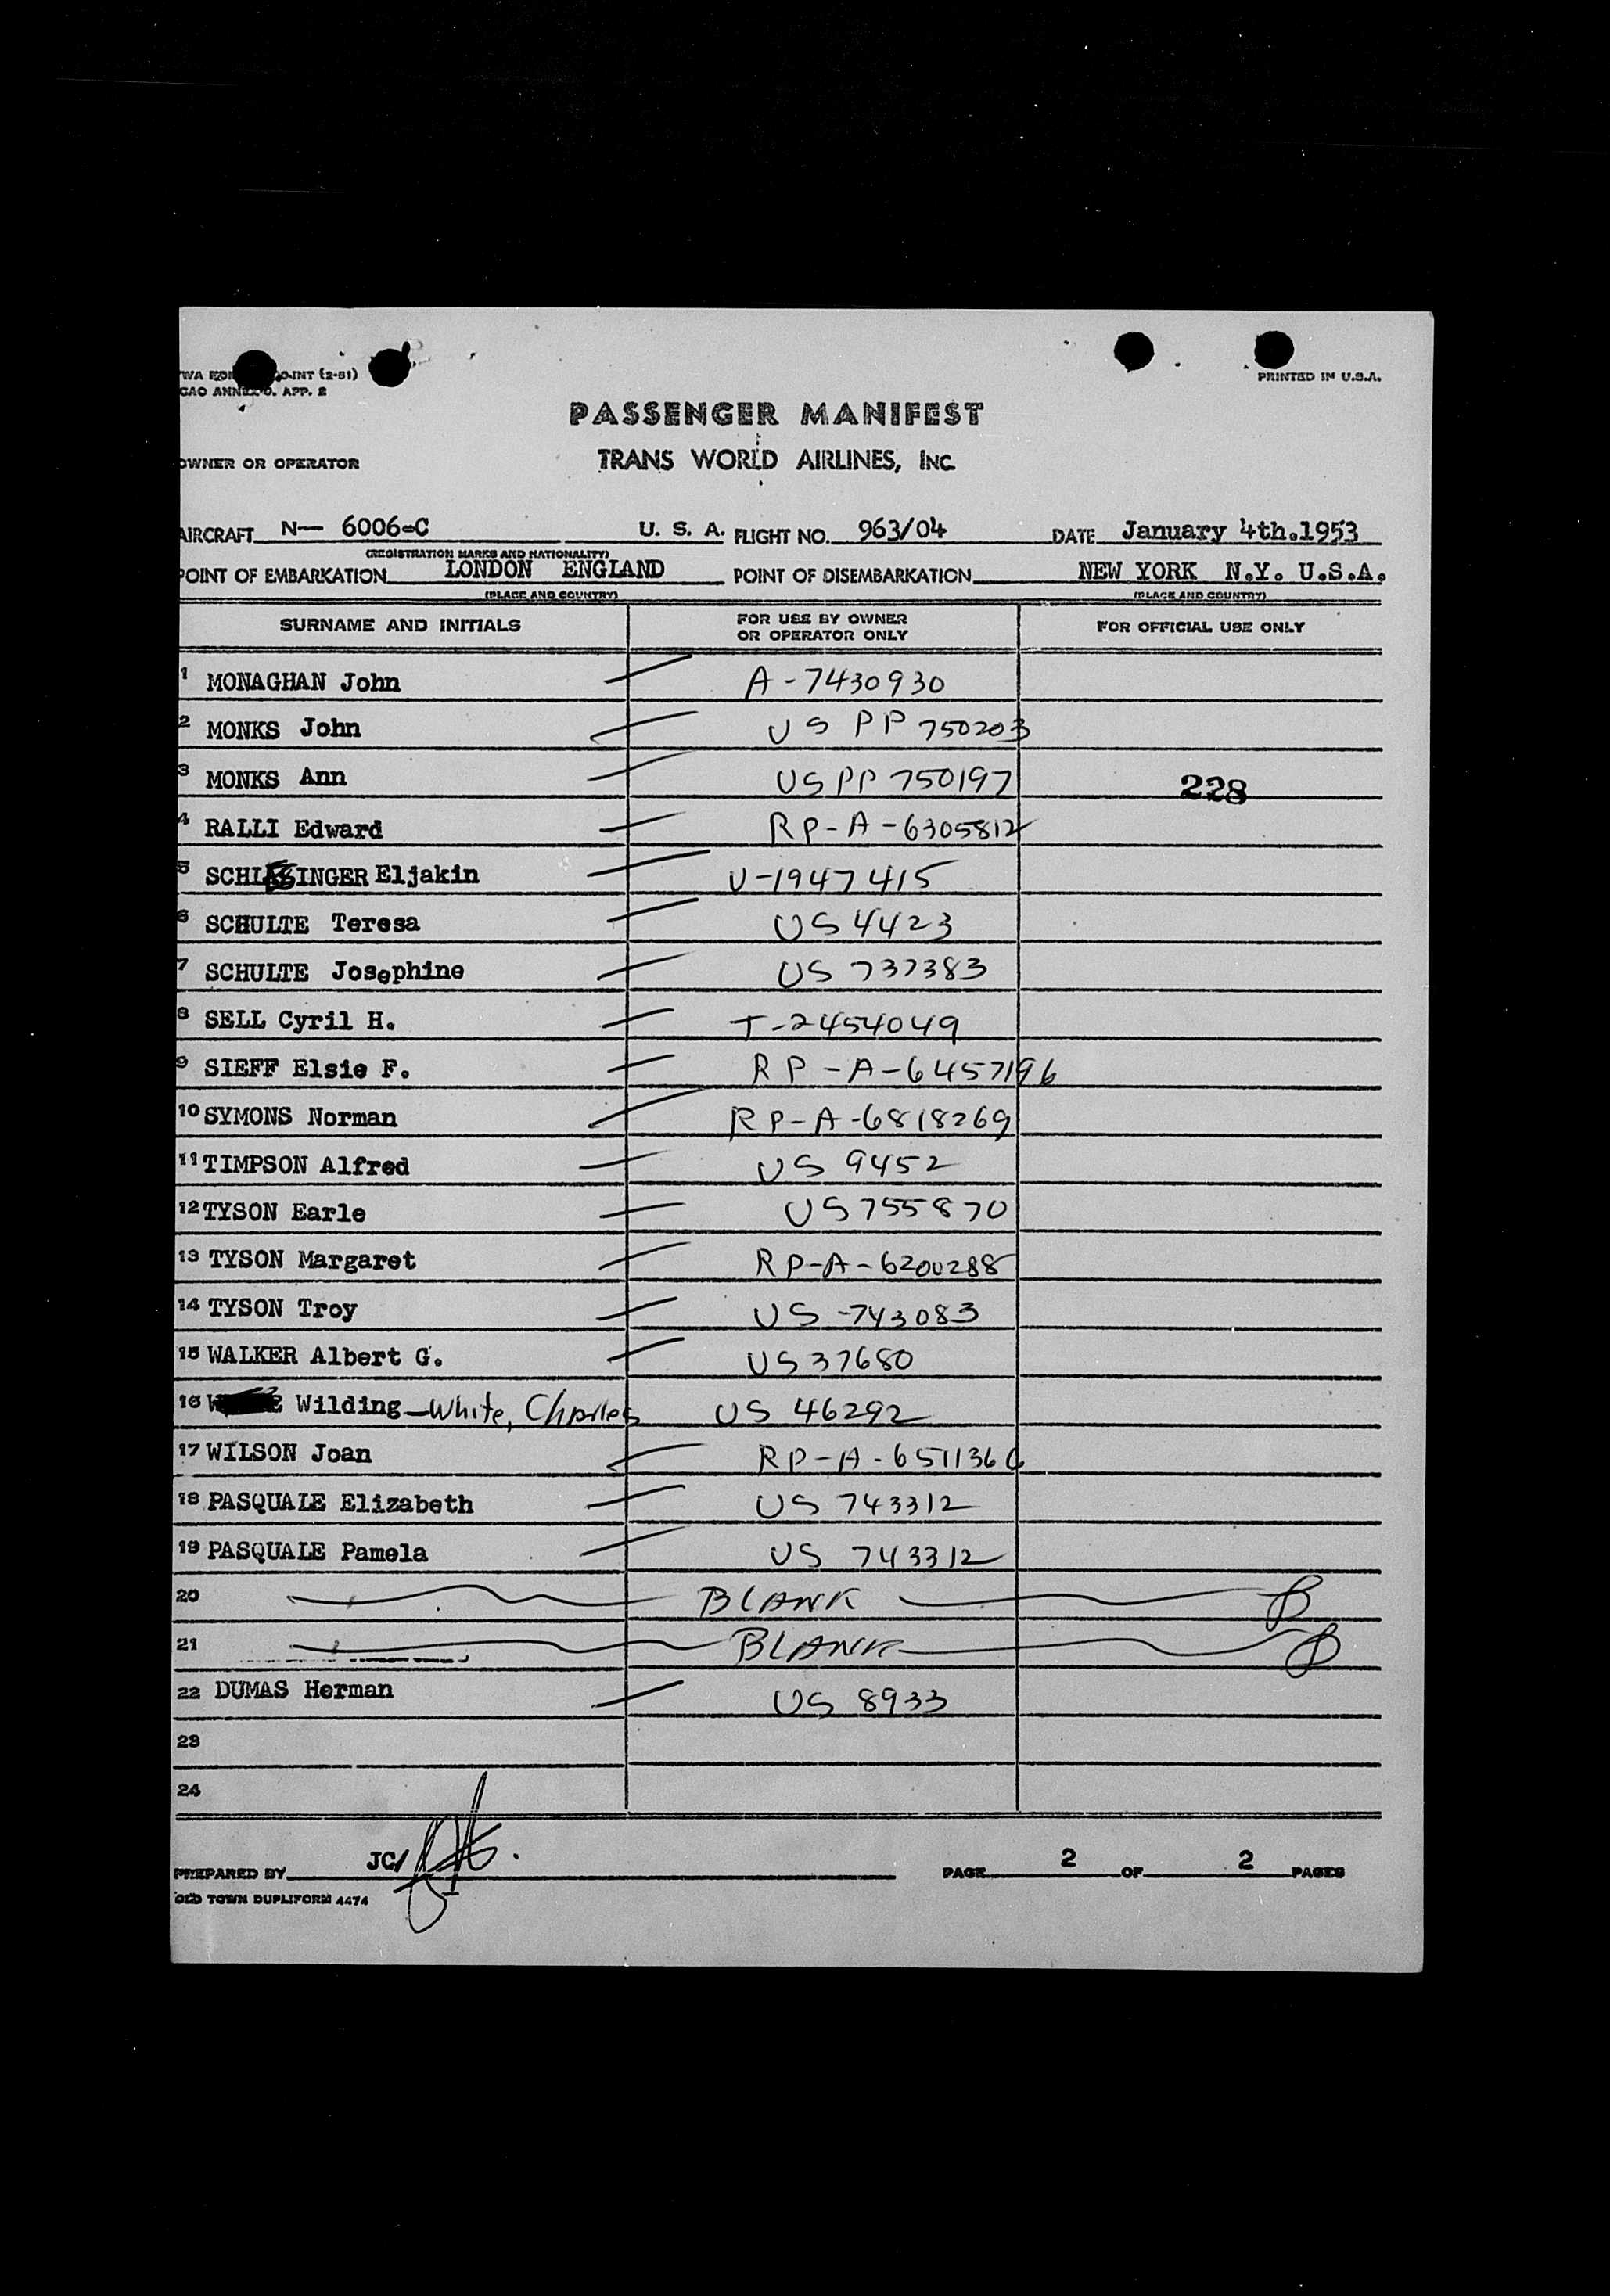 PRINTED IN U.S.A.
APP. 2
PASSENGER MANIFEST
OWNER OR OPERATOR TRANS WORLD AIRLINES, INC.
AIRCRAFT N— 6006-C U. S. A. FLIGHT NO. 963/04 DATE January 4th.1953
(REGISTRATION MARKS AND NATIONALITY)
POINT OF EMBARKATION LONDON ENGLAND POINT OF DISEMBARKATION NEW YORK N.Y. U.S.A.
(PLACE AND COUNTRY) (PLACE AND COUNTRY)
SURNAME AND INITIALS FOR USE BY OWNER OR OPERATOR ONLY FOR OFFICIAL USE ONLY
1 MONAGHAN John A-7430930
2 MONKS John US PP 750203
3 MONKS Ann US PP 750197 228
4 RALLI Edward RP-A-6305812
5 SCHLESSINGER Eljakin V-1947415
6 SCHULTE Teresa US 4423
7 SCHULTE Josephine US 737383
8 SELL Cyril H. T-2454049
9 SIEFF Elsie F. RP-A-6457196
10 SYMONS Norman RP-A-6818269
11 TIMPSON Alfred US 9452
12 TYSON Earle US 755870
13 TYSON Margaret RP-A-6200288
14 TYSON Troy US-743083
15 WALKER Albert G. US 37680
16 Wilding-White, Charles US 46292
17 WILSON Joan RP-A-6511366
18 PASQUALE Elizabeth US 743312
19 PASQUALE Pamela US 743312
20 BLANK
21 BLANK
22 DUMAS Herman US 8933
23
24
PREPARED BY JC/ PAGE 2 OF 2 PAGES
OLD TOWN DUPLIFORM 4474